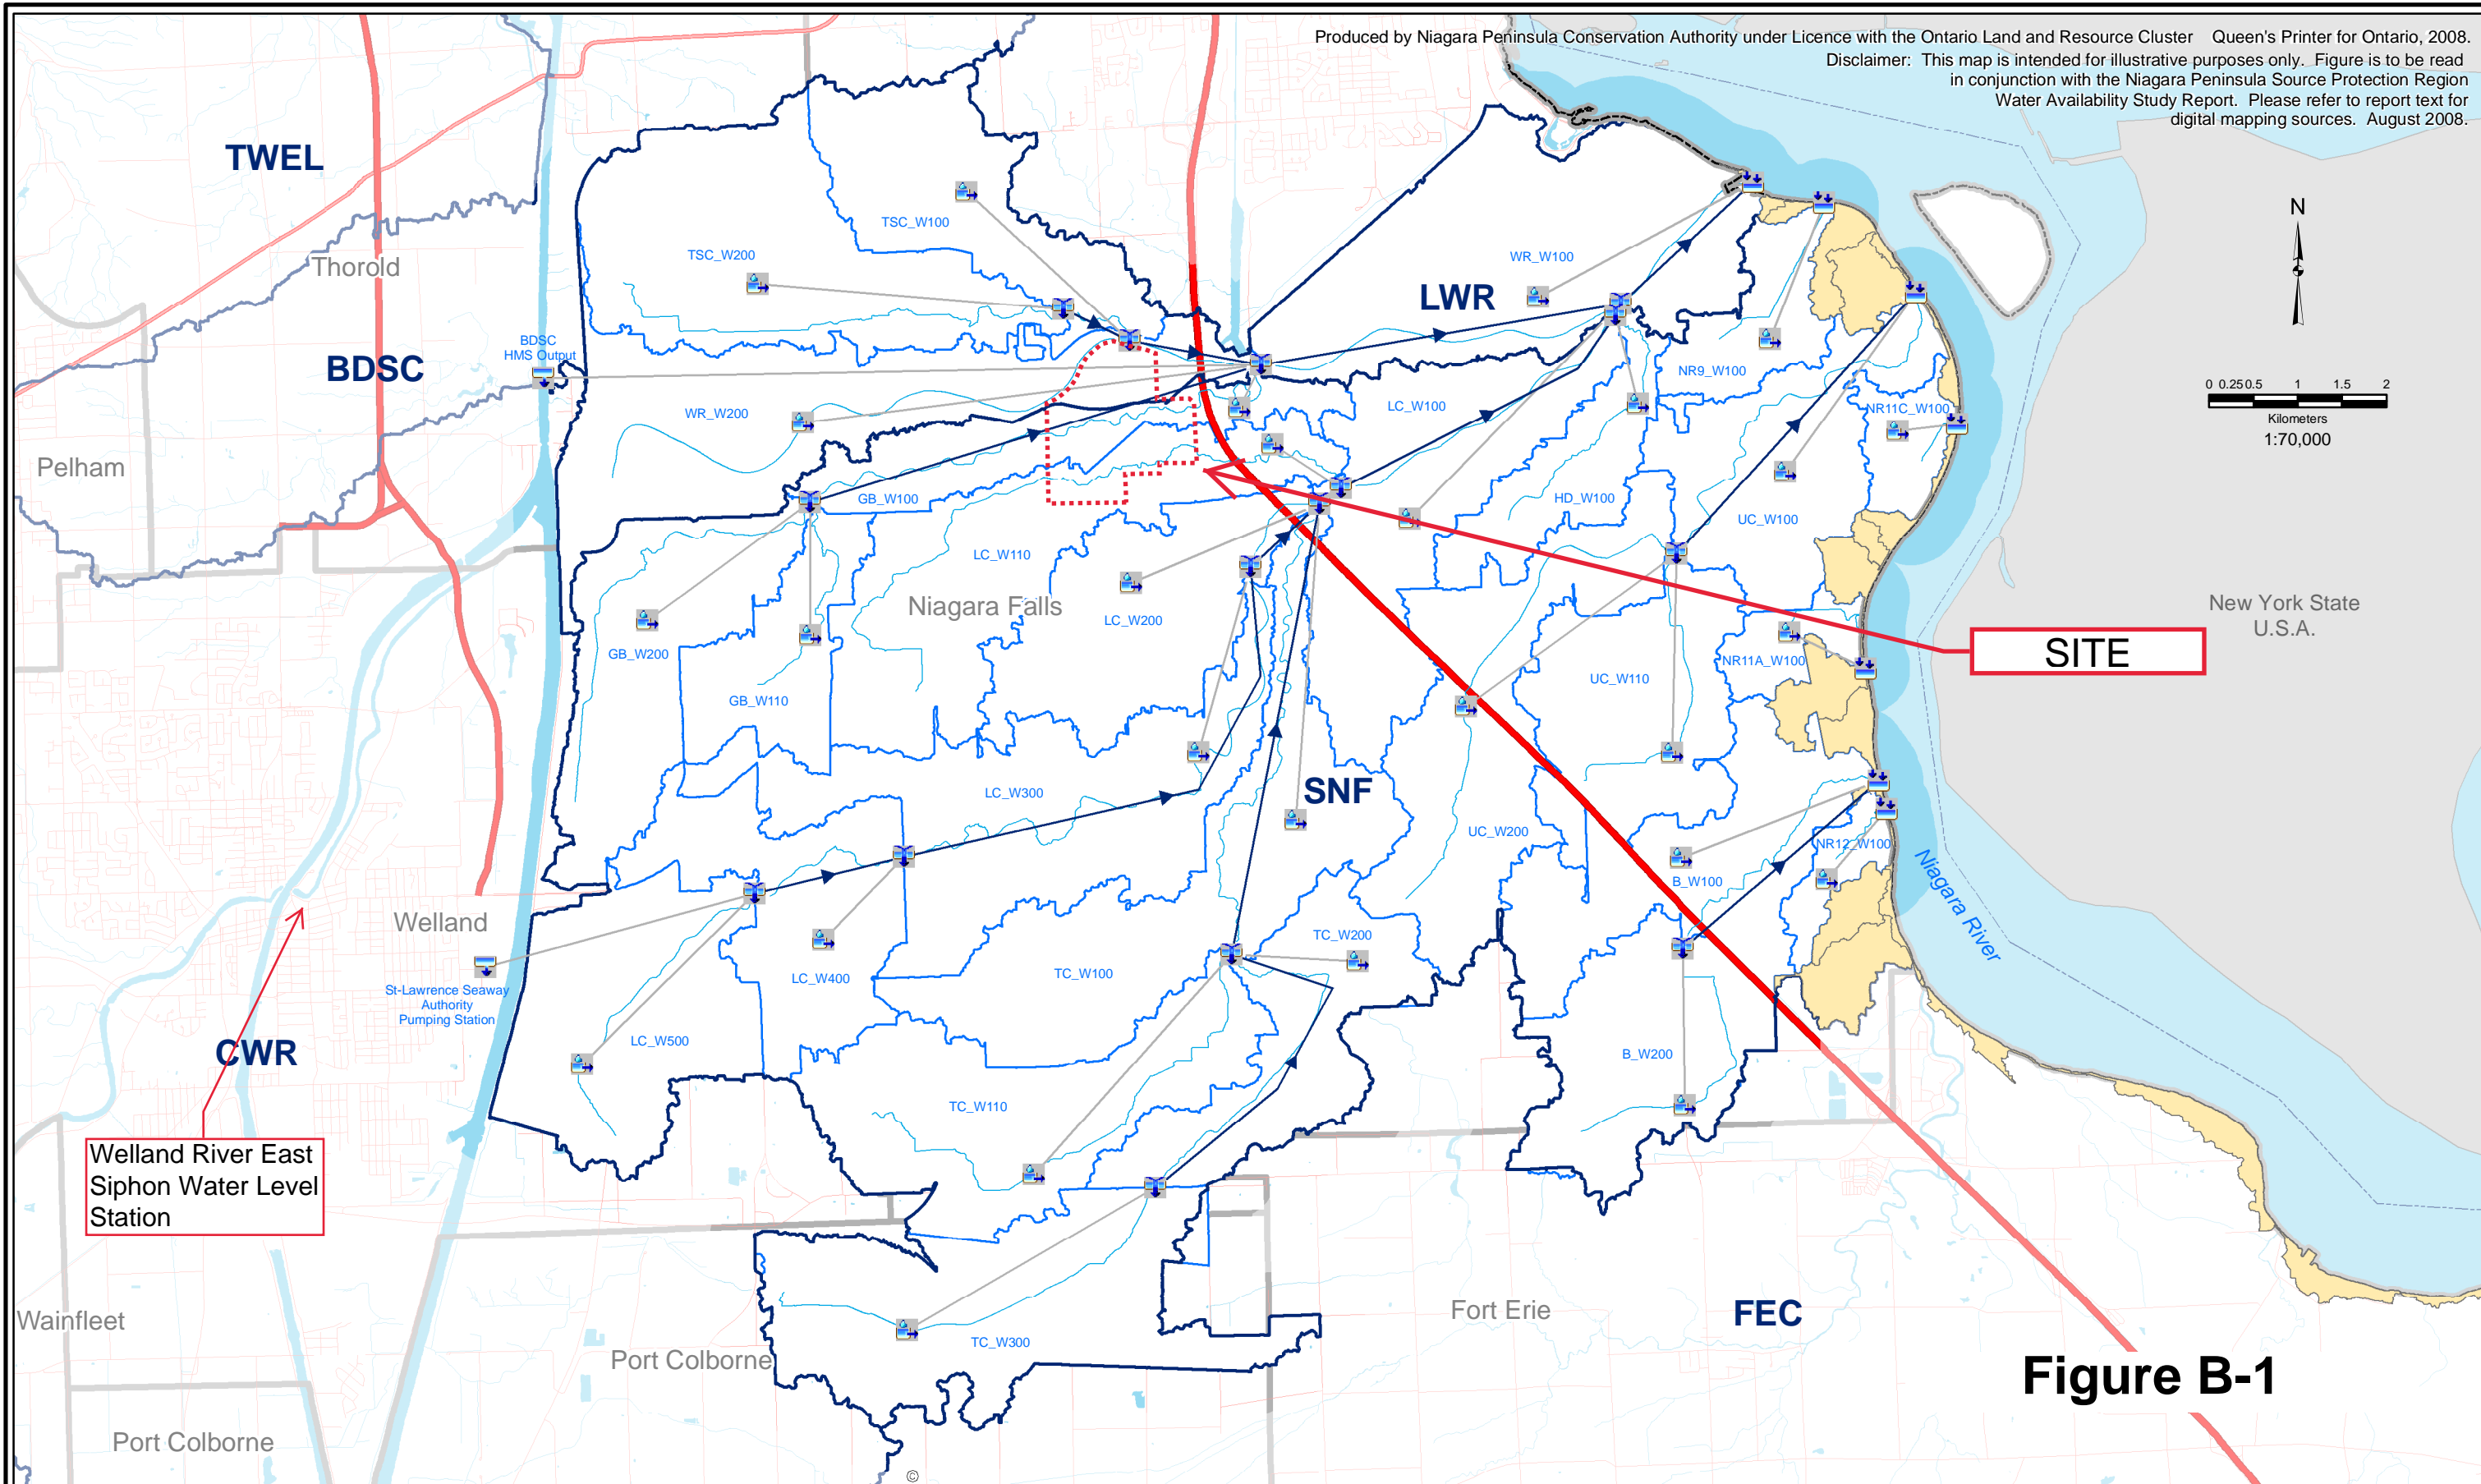 Produced by Niagara Peninsula Conservation Authority under Licence with the Ontario Land and Resource Cluster Queen's Printer for Ontario, 2008.
Disclaimer: This map is intended for illustrative purposes only. Figure is to be read
in conjunction with the Niagara Peninsula Source Protection Region
Water Availability Study Report. Please refer to report text for
digital mapping sources. August 2008.
TWEL
TSC_W100
N
TSC_W200
WR_W100
Thorold
LWR
BDSC
HMS Output
BDSC
NR9_W100
0 0.25 0.5 1 1.5 2
Kilometers
1:70,000
WR_W200
LC_W100
NR11C_W100
Pelham
GB_W100
HD_W100
UC_W100
LC_W110
Niagara Falls
LC_W200
New York State
U.S.A.
SITE
GB_W200
NR11A_W100
UC_W110
GB_W110
LC_W300
SNF
UC_W200
NR12_W100
B_W100
Niagara River
Welland
TC_W200
TC_W100
LC_W400
St-Lawrence Seaway
Authority
Pumping Station
LC_W500
CWR
B_W200
TC_W110
Welland River East
Siphon Water Level
Station
Wainfleet
Fort Erie
FEC
TC_W300
Port Colborne
Figure B-1
Port Colborne
©